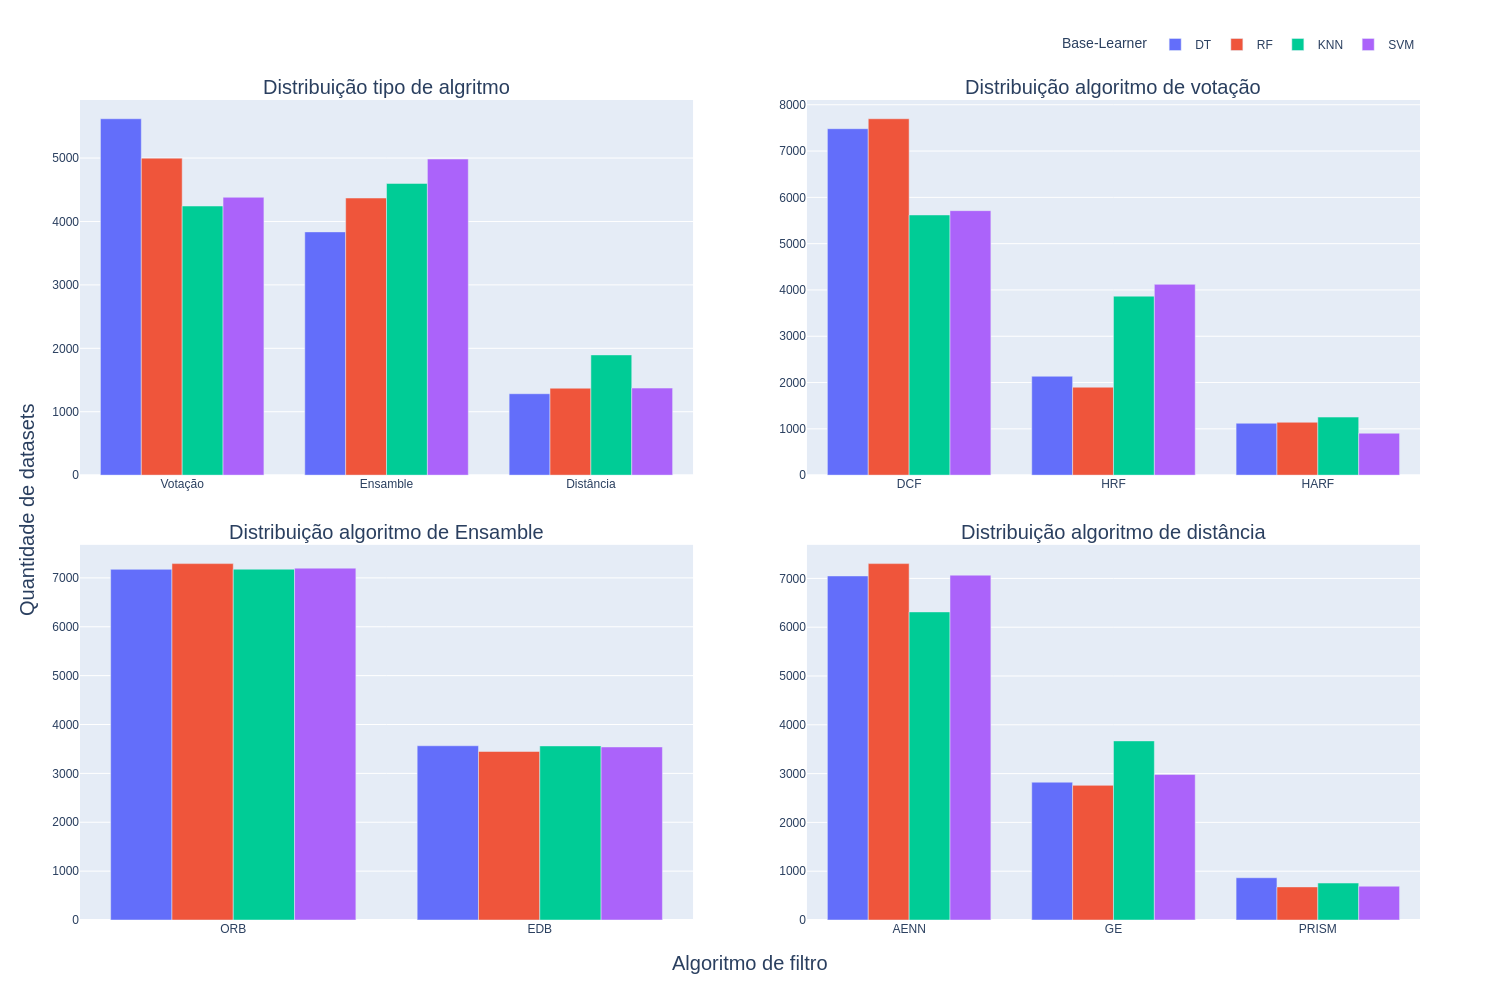 Base-Learner DT RF KNN SVM
Distribuição tipo de algritmo
5000
4000
3000
2000
1000
0
Votação Ensamble Distância
Distribuição algoritmo de votação
8000
7000
6000
5000
4000
3000
2000
1000
0
DCF HRF HARF
Quantidade de datasets
Distribuição algoritmo de Ensamble
7000
6000
5000
4000
3000
2000
1000
0
ORB EDB
Distribuição algoritmo de distância
7000
6000
5000
4000
3000
2000
1000
0
AENN GE PRISM
Algoritmo de filtro